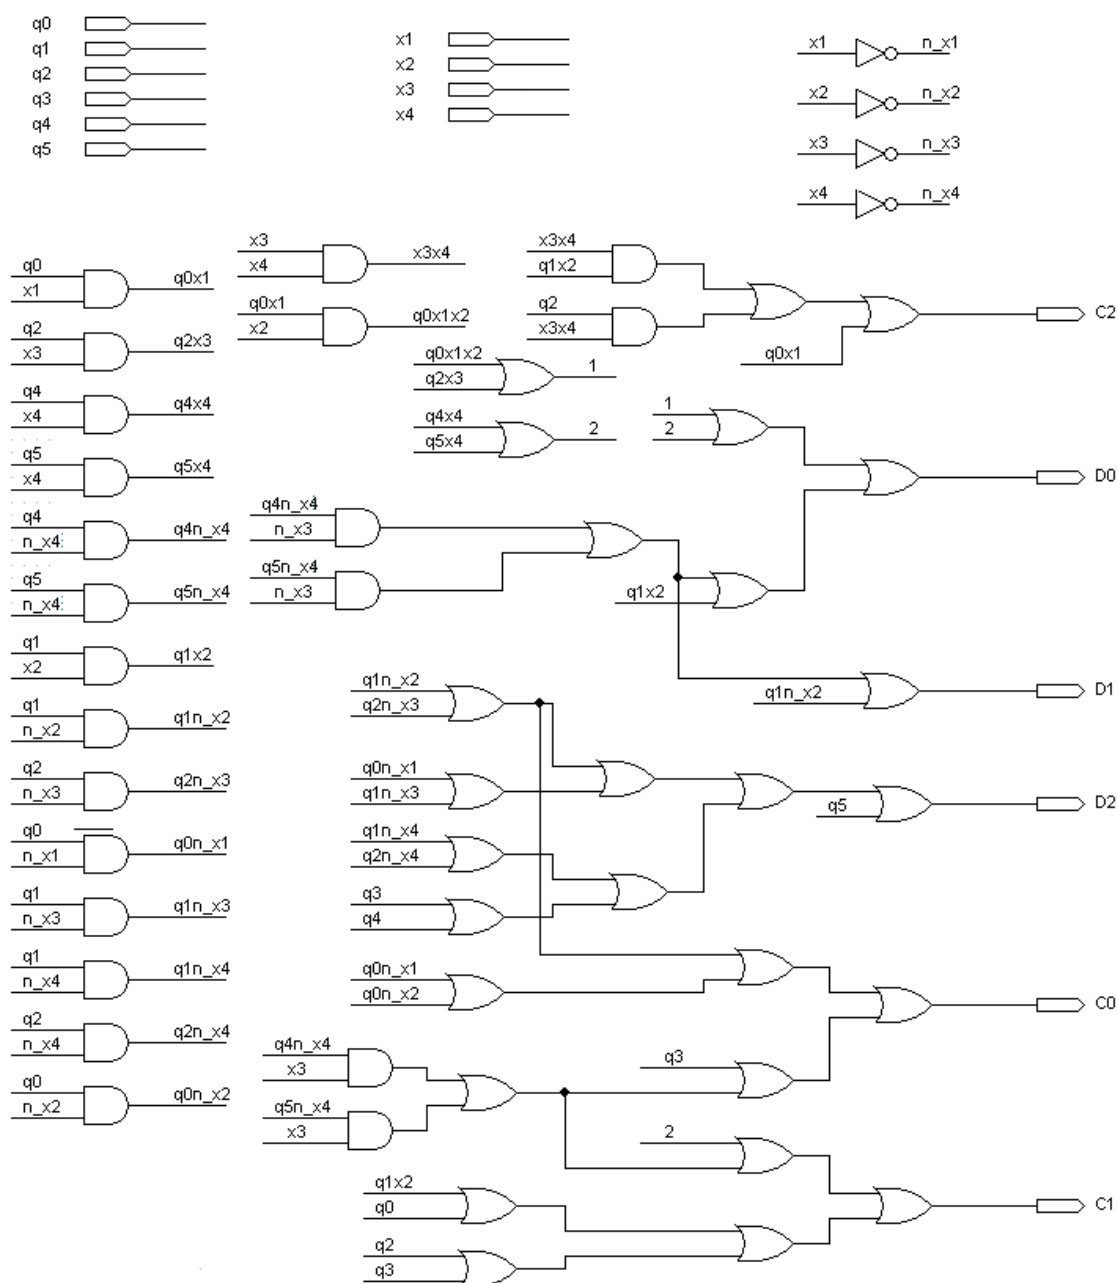 q0
q1
q2
q3
q4
q5
x1
x2
x3
x4
x1 n_x1
x2 n_x2
x3 n_x3
x4 n_x4
q0
x1
q0x1
q2
x3
q2x3
q4
x4
q4x4
q5
x4
q5x4
q4
n_x4
q4n_x4
q5
n_x4
q5n_x4
q1
x2
q1x2
q1
n_x2
q1n_x2
q2
n_x3
q2n_x3
q0
n_x1
q0n_x1
q1
n_x3
q1n_x3
q1
n_x4
q1n_x4
q2
n_x4
q2n_x4
q0
n_x2
q0n_x2
x3
x4
x3x4
q0x1
x2
q0x1x2
x3x4
q1x2
q2
x3x4
q0x1
C2
q0x1x2
q2x3
1
q4x4
q5x4
2
1
2
D0
q4n_x4
n_x3
q5n_x4
n_x3
q1x2
q1n_x2
D1
q1n_x2
q2n_x3
q0n_x1
q1n_x3
q1n_x4
q2n_x4
q3
q4
q5
D2
q0n_x1
q0n_x2
C0
q4n_x4
x3
q5n_x4
x3
q3
2
q1x2
q0
q2
q3
C1